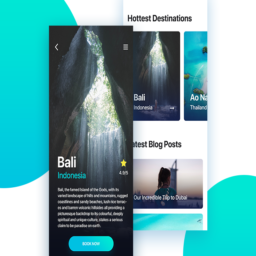 Hottest Destinations
Bali
Indonesia
Ao Na
Thailand
atest Blog Posts
Our Incredible Trip to Dubai
Bali
Indonesia
4.8/5
Bali, the famed Island of the Gods, with its
varied landscape of hills and mountains, rugged
coastlines and sandy beaches, lush rice terrac-
es and barren volcanic hillsides all providing a
picturesque backdrop to its colourful, deeply
spiritual and unique culture, stakes a serious
claim to be paradise on earth.
BOOK NOW